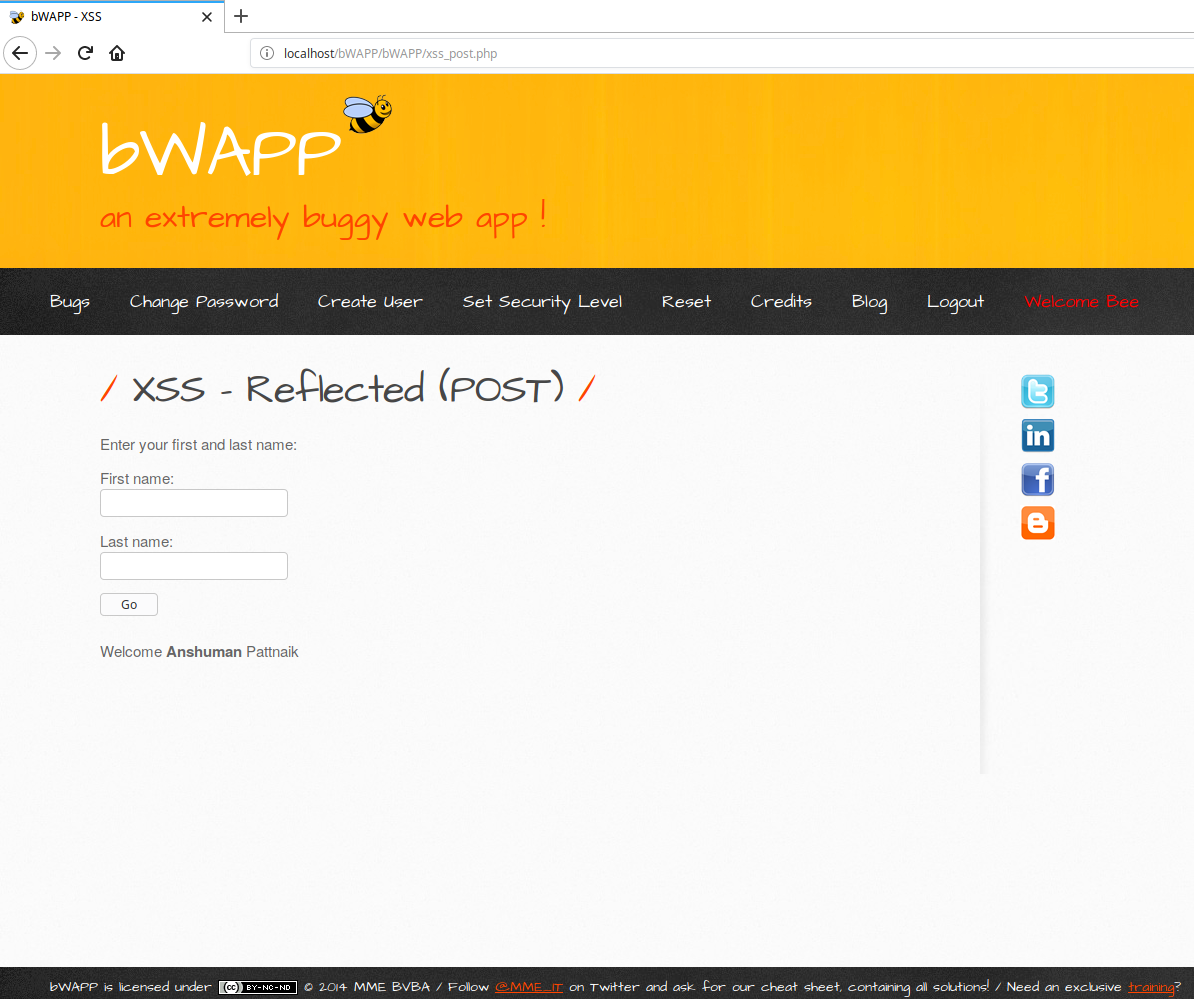 bWAPP - XSS
localhost/bWAPP/bWAPP/xss_post.php
bWAPP
an extremely buggy web app !
Bugs Change Password Create User Set Security Level Reset Credits Blog Logout Welcome Bee
/ XSS - Reflected (POST) /
Enter your first and last name:
First name:
Last name:
Go
Welcome Anshuman Pattnaik
bWAPP is licensed under (cc) BY-NC-ND © 2014 MME BVBA / Follow @MME_IT on Twitter and ask for our cheat sheet, containing all solutions! / Need an exclusive training?